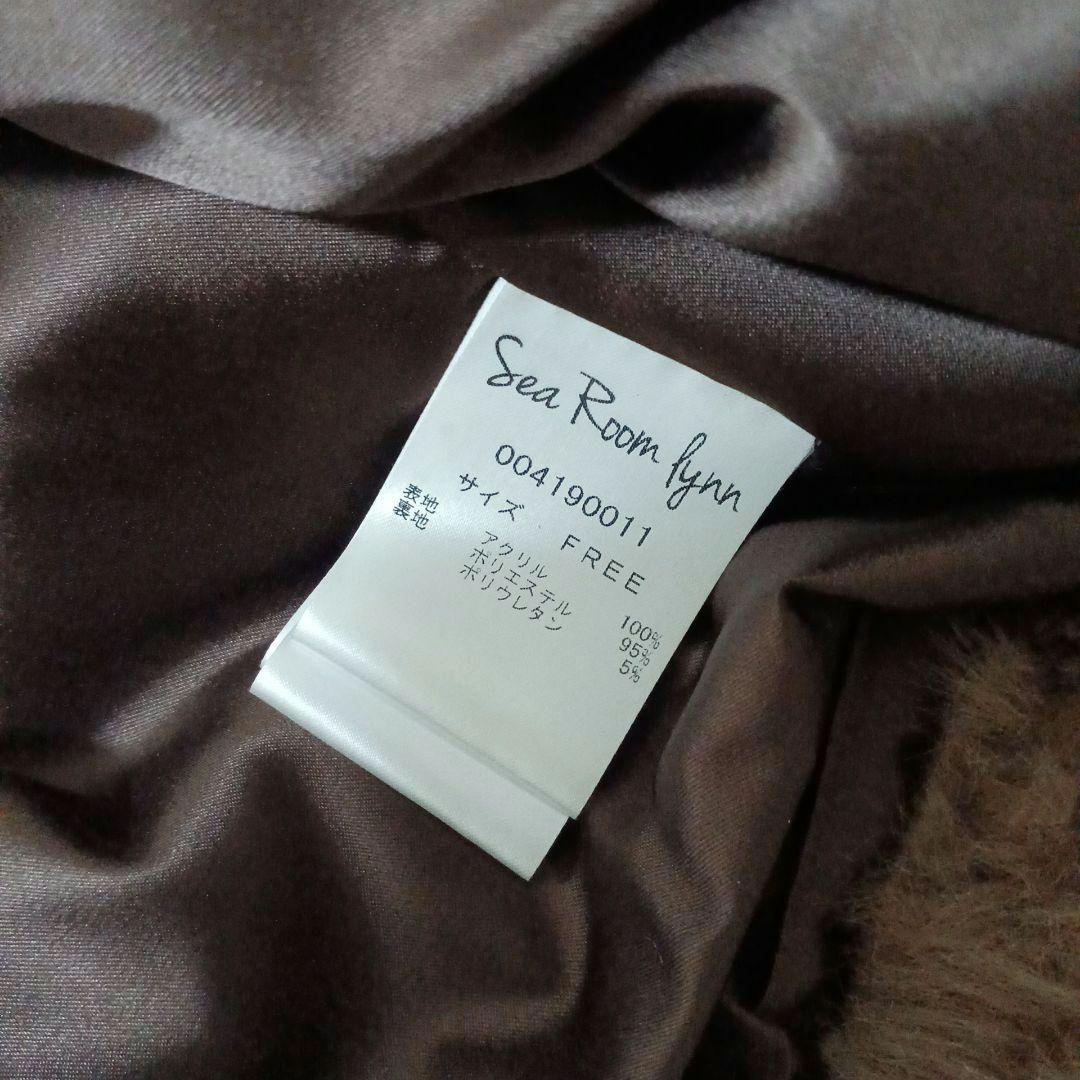 Sea Room lynn
004190011
サイズ FREE
表地 アクリル 100%
裏地 ポリエステル 95%
ポリウレタン 5%